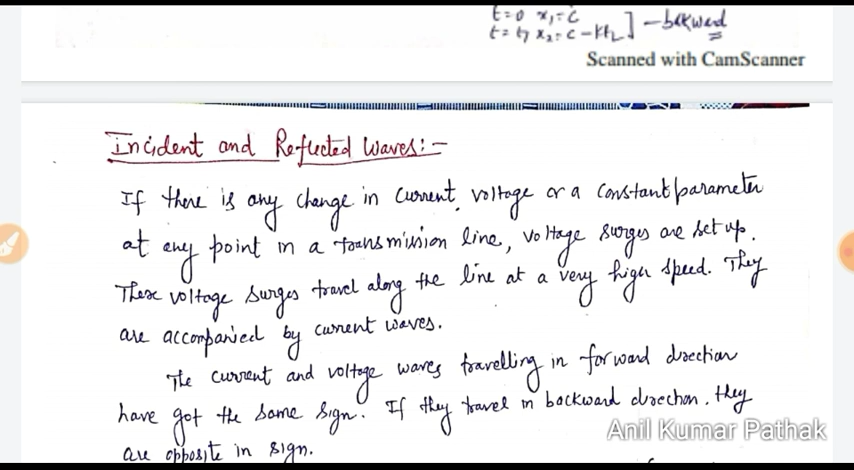 t=0 x₁=c
t=t₁ x₂=c-kt₂ ] - backward
Scanned with CamScanner
Incident and Reflected Waves:-
If there is any change in current, voltage or a constant parameter
at any point in a transmission line, voltage surges are set up.
These voltage surges travel along the line at a very high speed. They
are accompanied by current waves.
The current and voltage waves travelling in forward direction
have got the same sign. If they travel in backward direction, they
are opposite in sign.
Anil Kumar Pathak